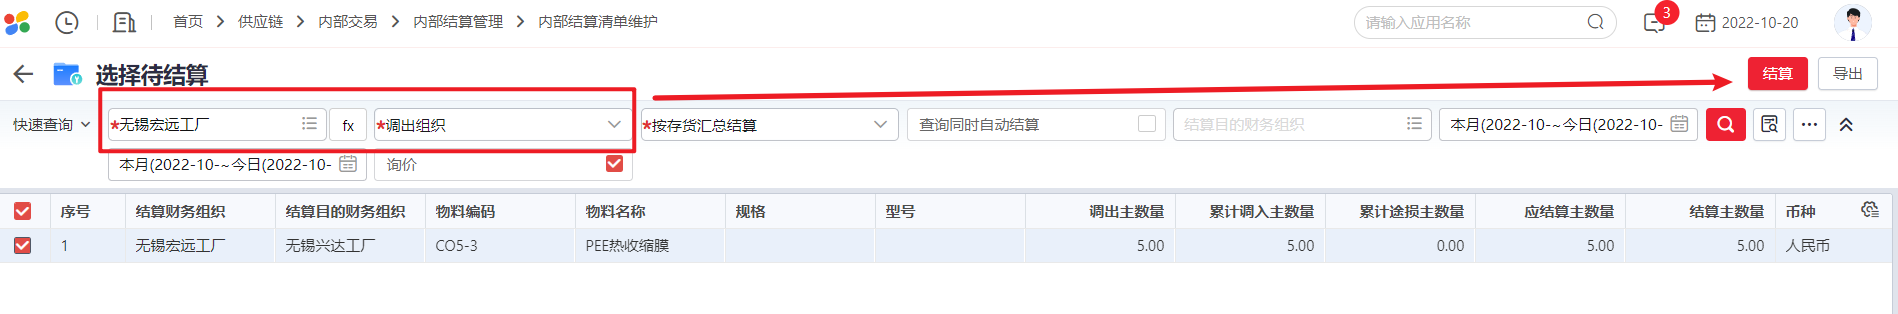 首页 供应链 内部交易 内部结算管理 内部结算清单维护 请输入应用名称 3 2022-10-20
选择待结算 结算 导出
快速查询 *无锡宏远工厂 fx *调出组织 *按存货汇总结算 查询同时自动结算 结算目的财务组织 本月(2022-10-~今日(2022-10-
本月(2022-10-~今日(2022-10- 询价
序号 结算财务组织 结算目的财务组织 物料编码 物料名称 规格 型号 调出主数量 累计调入主数量 累计途损主数量 应结算主数量 结算主数量 币种
1 无锡宏远工厂 无锡兴达工厂 CO5-3 PEE热收缩膜 5.00 5.00 0.00 5.00 5.00 人民币